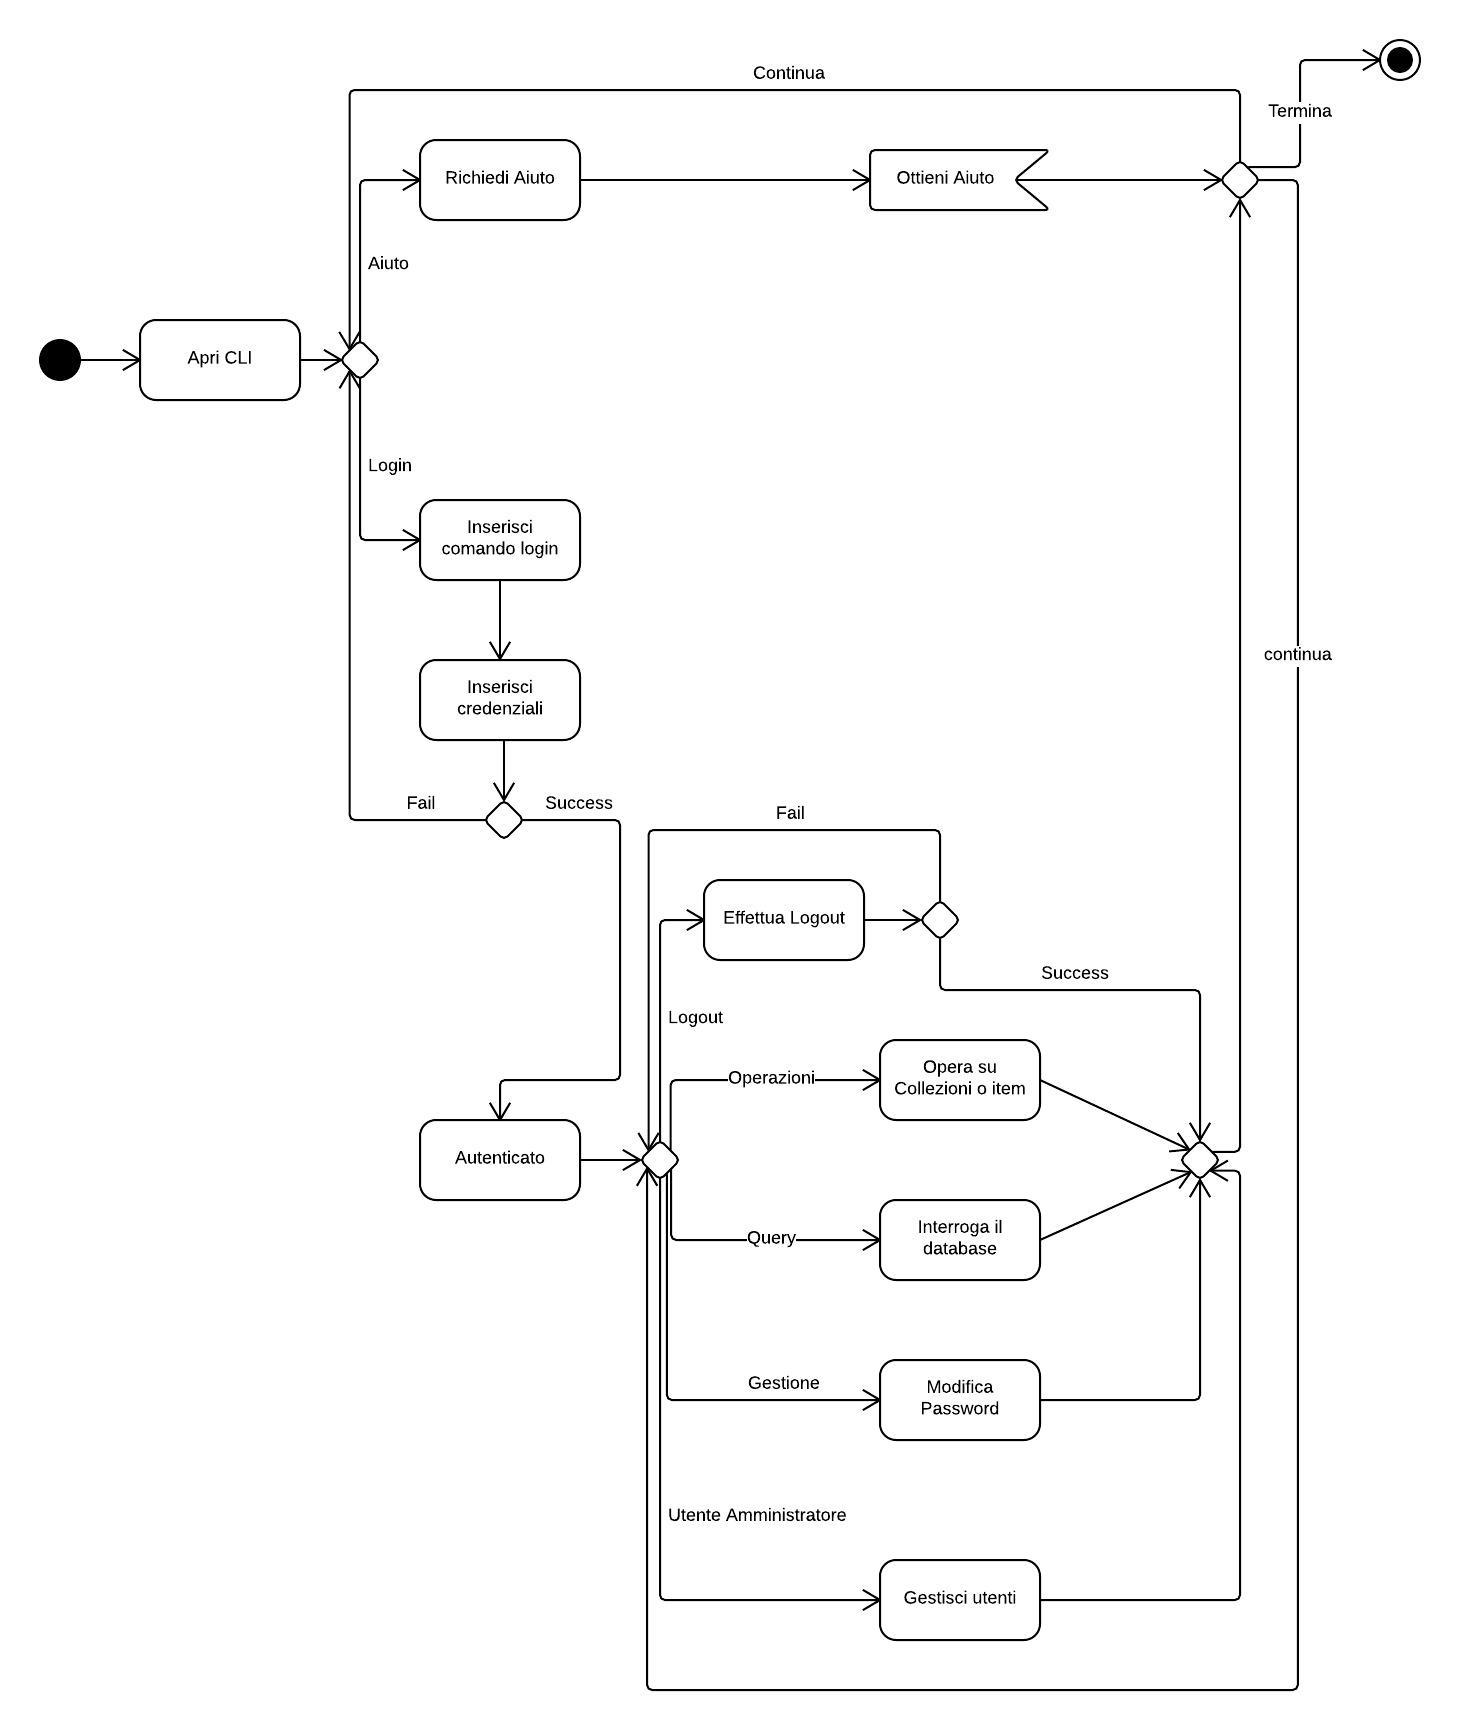 Continua
Termina
Richiedi Aiuto
Ottieni Aiuto
Aiuto
Apri CLI
Login
Inserisci
comando login
continua
Inserisci
credenziali
Fail
Success
Fail
Effettua Logout
Success
Logout
Operazioni
Opera su
Collezioni o item
Autenticato
Query
Interroga il
database
Gestione
Modifica
Password
Utente Amministratore
Gestisci utenti